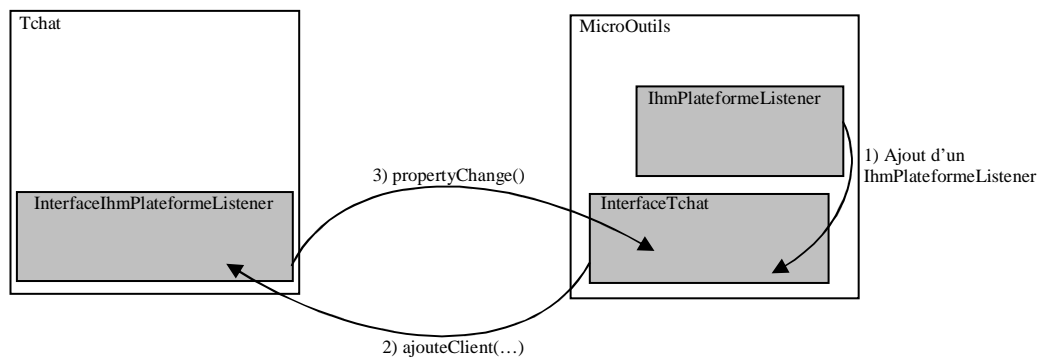 Tchat
MicroOutils
IhmPlateformeListener
1) Ajout d’un
IhmPlateformeListener
3) propertyChange()
InterfaceIhmPlateformeListener
InterfaceTchat
2) ajouteClient(…)